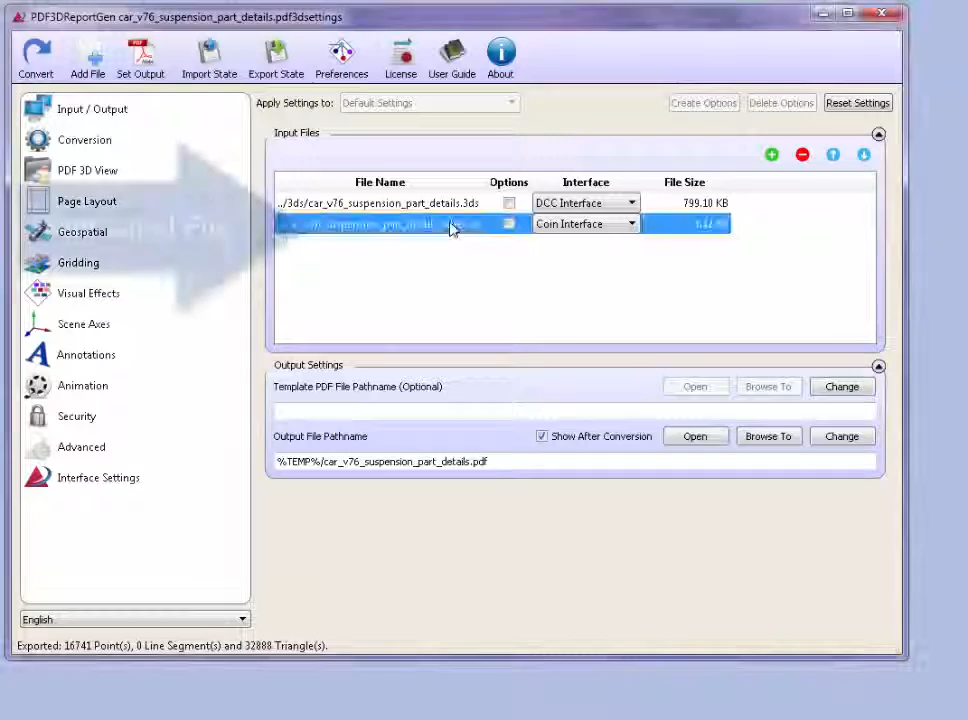 PDF3DReportGen car_v76_suspension_part_details.pdf3dsettings
Convert Add File Set Output Import State Export State Preferences License User Guide About
Input / Output
Conversion
PDF 3D View
Page Layout
Geospatial
Gridding
Visual Effects
Scene Axes
Annotations
Animation
Security
Advanced
Interface Settings
English
Apply Settings to: Default Settings Create Options Delete Options Reset Settings
Input Files
File Name Options Interface File Size
../3ds/car_v76_suspension_part_details.3ds DCC Interface 799.10 KB
Coin Interface
Output Settings
Template PDF File Pathname (Optional) Open Browse To Change
Output File Pathname Show After Conversion Open Browse To Change
%TEMP%/car_v76_suspension_part_details.pdf
Exported: 16741 Point(s), 0 Line Segment(s) and 32888 Triangle(s).